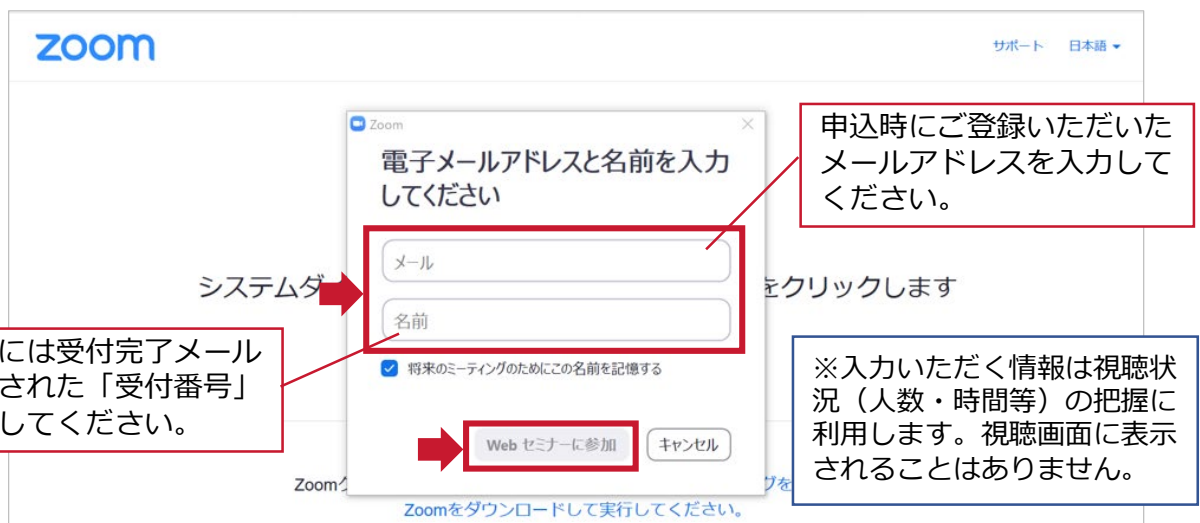 zoom
サポート 日本語
Zoom
電子メールアドレスと名前を入力
してください
申込時にご登録いただいた
メールアドレスを入力して
ください。
メール
システムダ
をクリックします
名前
には受付完了メール
された「受付番号」
してください。
将来のミーティングのためにこの名前を記憶する
※入力いただく情報は視聴状
況（人数・時間等）の把握に
利用します。視聴画面に表示
されることはありません。
Web セミナーに参加 キャンセル
Zoom
Zoomをダウンロードして実行してください。